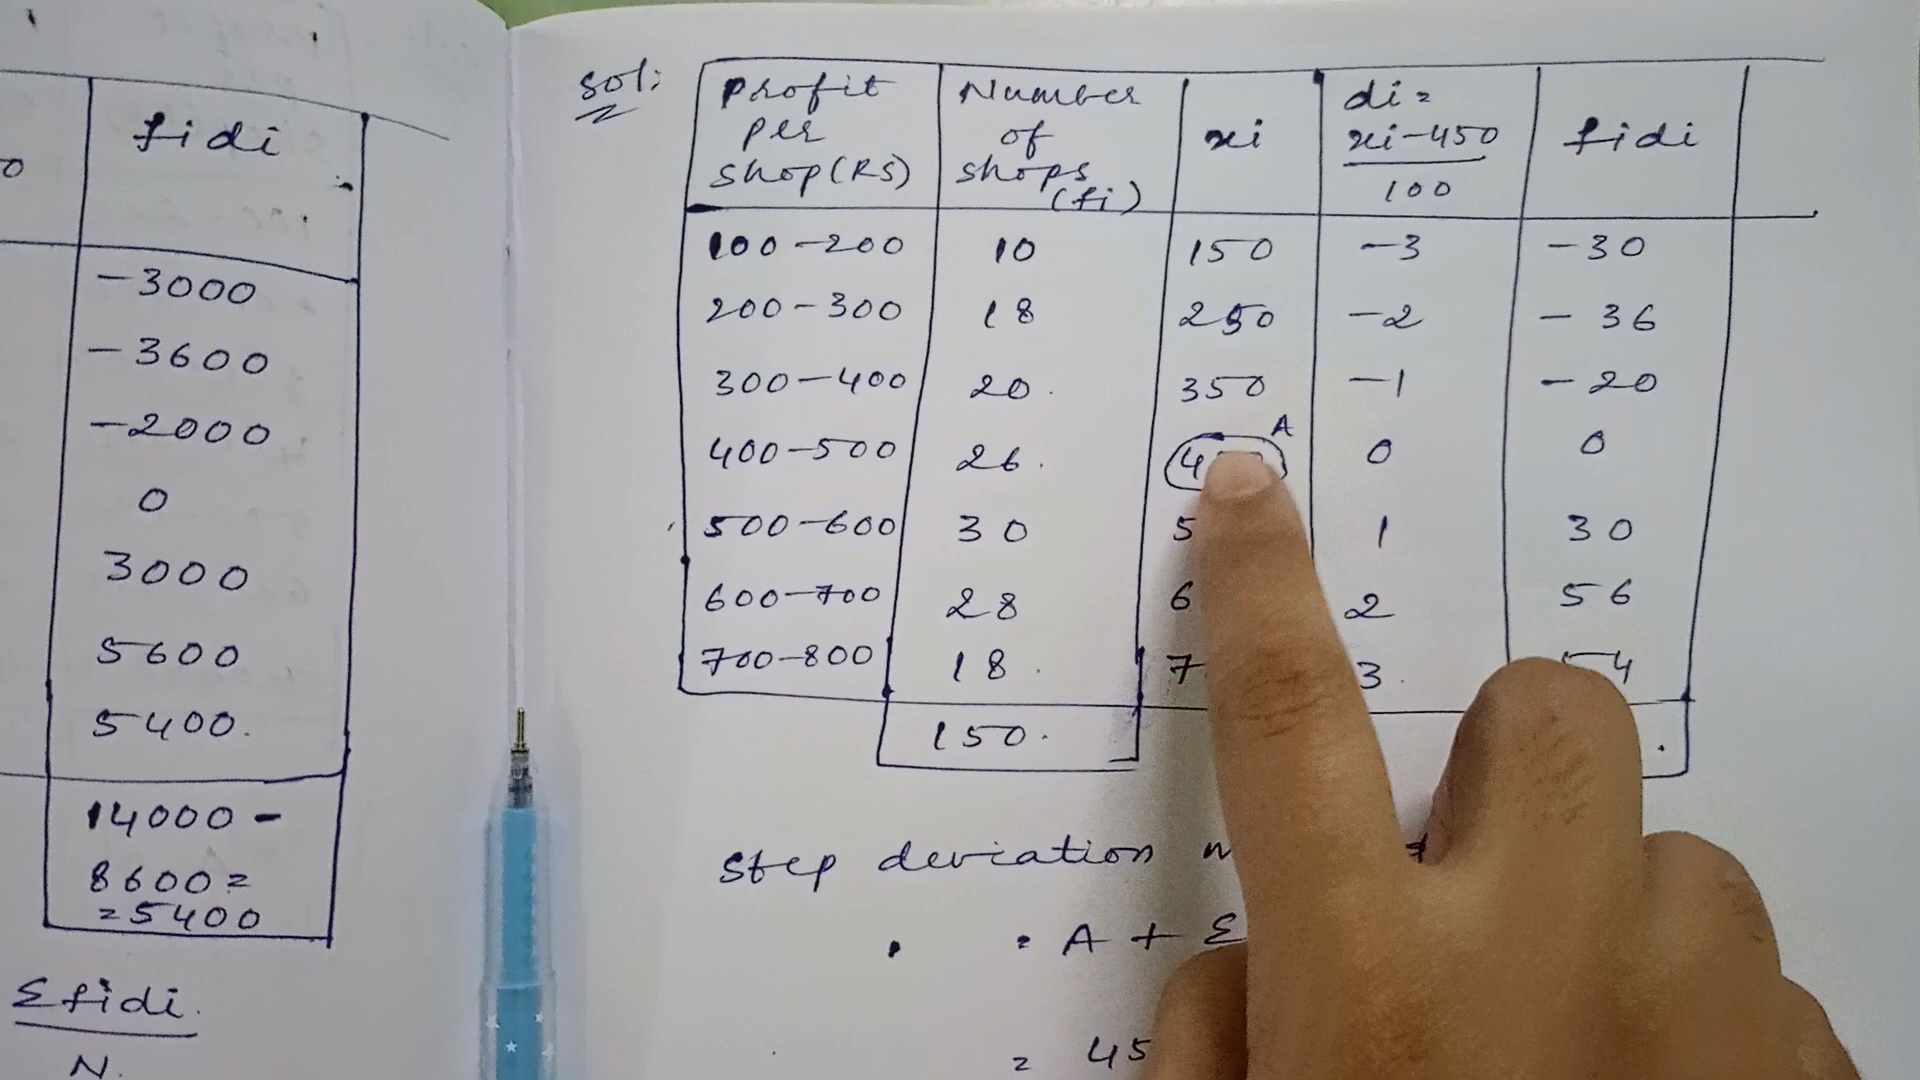 fidi
0
-3000
-3600
-2000
0
3000
5600
5400.
14000 -
8600 =
= 5400
Σfidi.
N.
Sol:
Profit per shop (RS) Number of shops (fi) xi di = xi-450 / 100 fidi
100-200 10 150 -3 -30
200-300 18 250 -2 -36
300-400 20. 350 -1 -20
A
400-500 26. 0 0
500-600 30 1 30
600-700 28 2 56
700-800 18. 3.
150.
Step deviation
= A + Σ
= 45